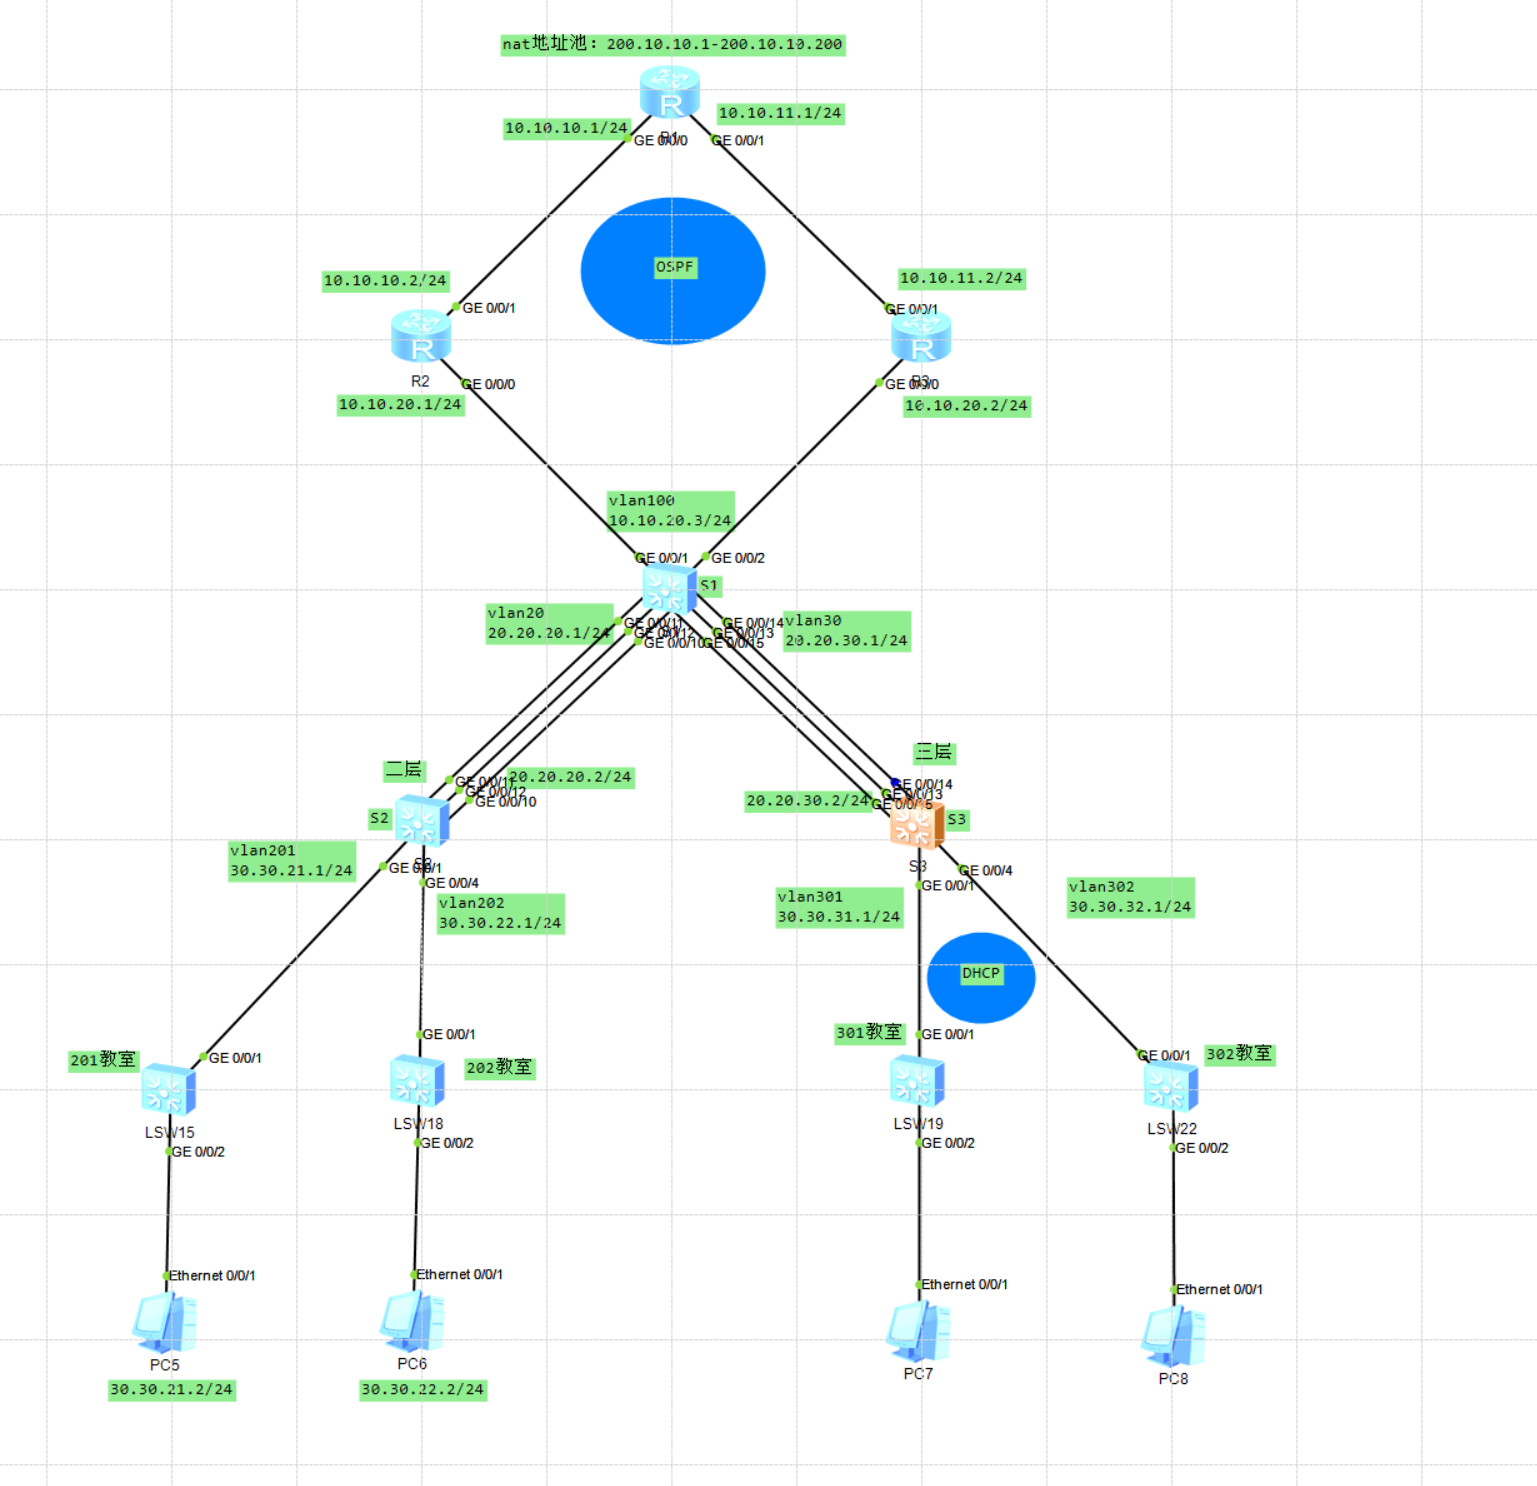 nat地址池：200.10.10.1-200.10.10.200
R
10.10.11.1/24
10.10.10.1/24
R1
GE 0/0/0
GE 0/0/1
OSPF
10.10.10.2/24
10.10.11.2/24
GE 0/0/1
GE 0/0/1
R
R
R2
GE 0/0/0
GE 0/0/0
R3
10.10.20.1/24
10.10.20.2/24
vlan100
10.10.20.3/24
GE 0/0/1
GE 0/0/2
S1
vlan20
20.20.20.1/24
GE 0/0/11
GE 0/0/12
GE 0/0/10
GE 0/0/14
GE 0/0/13
GE 0/0/15
vlan30
20.20.30.1/24
二层
三层
20.20.20.2/24
GE 0/0/11
GE 0/0/12
GE 0/0/10
GE 0/0/14
GE 0/0/13
GE 0/0/15
20.20.30.2/24
S2
S3
vlan201
30.30.21.1/24
GE 0/0/1
S2
S3
GE 0/0/4
GE 0/0/1
GE 0/0/4
vlan202
30.30.22.1/24
vlan301
30.30.31.1/24
vlan302
30.30.32.1/24
DHCP
GE 0/0/1
GE 0/0/1
301教室
GE 0/0/1
GE 0/0/1
302教室
201教室
202教室
LSW15
LSW18
LSW19
LSW22
GE 0/0/2
GE 0/0/2
GE 0/0/2
GE 0/0/2
Ethernet 0/0/1
Ethernet 0/0/1
Ethernet 0/0/1
Ethernet 0/0/1
PC5
PC6
PC7
PC8
30.30.21.2/24
30.30.22.2/24